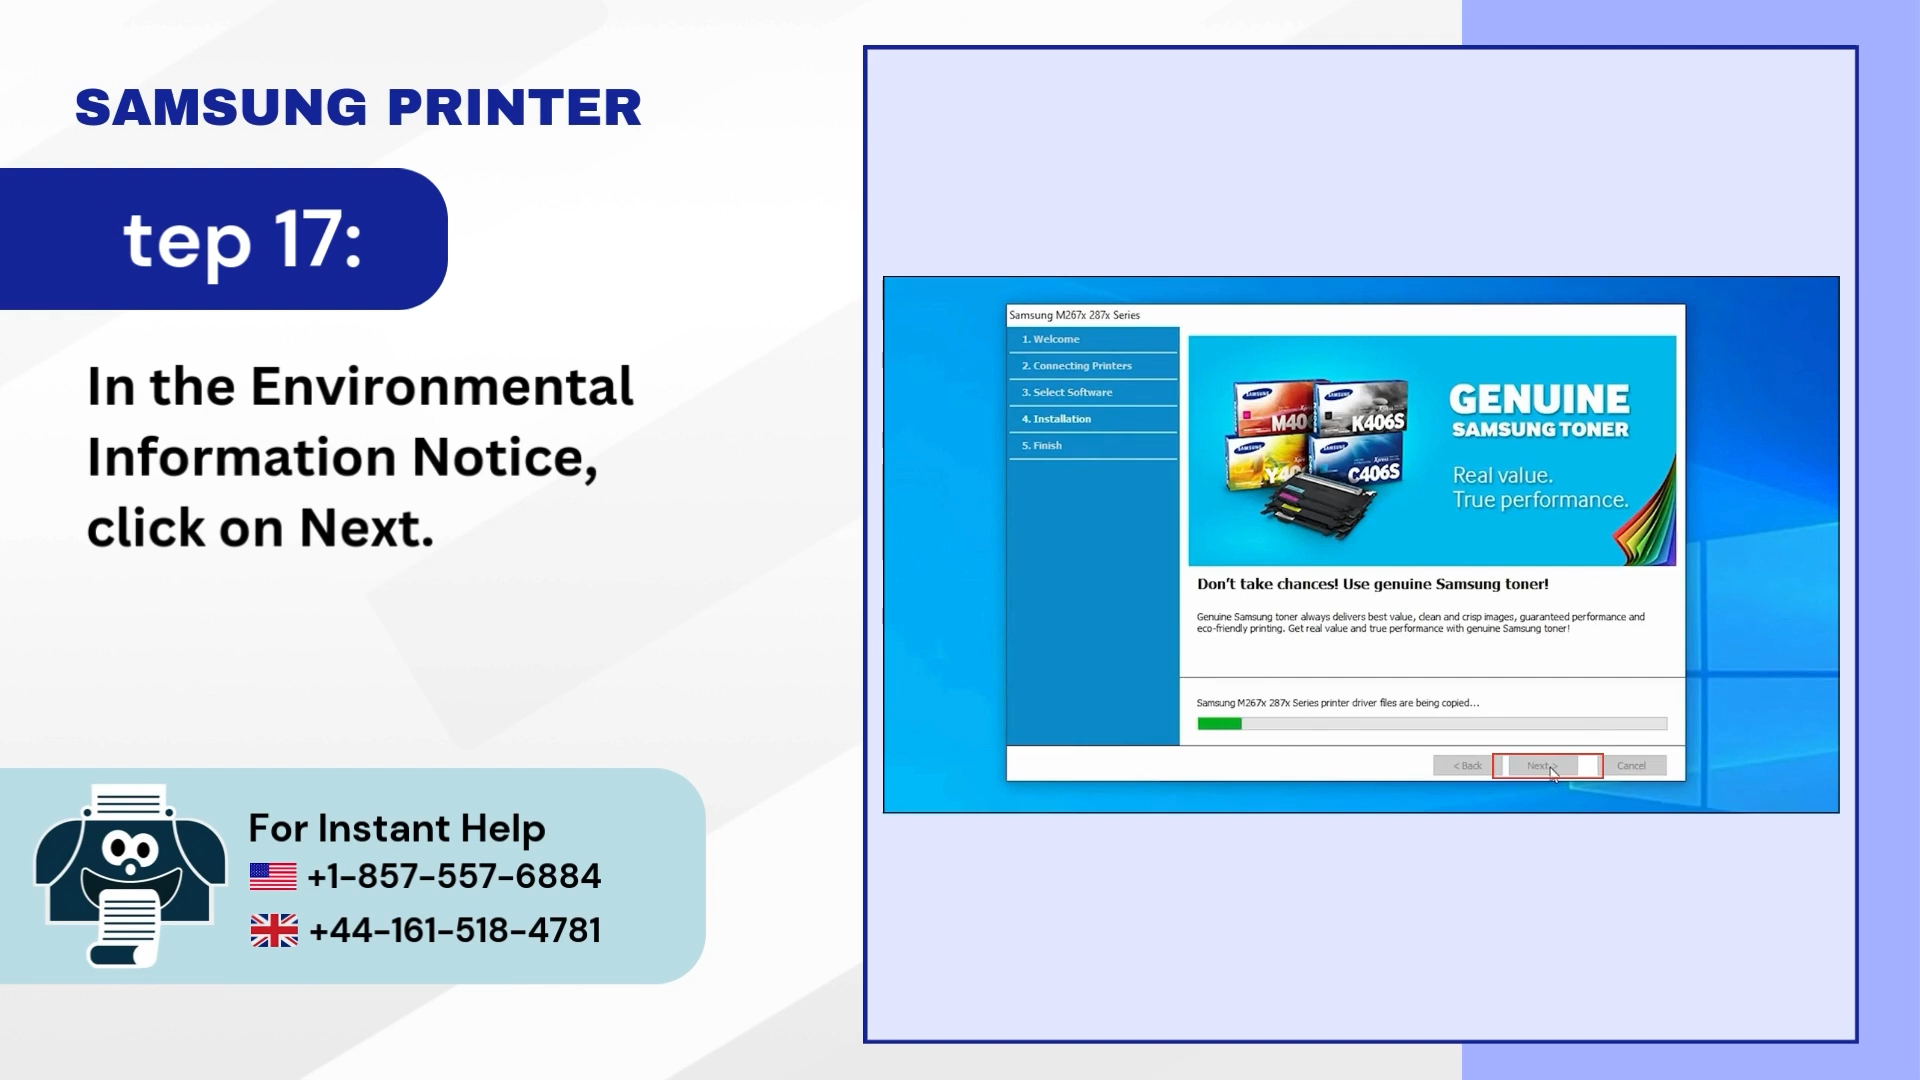 SAMSUNG PRINTER
tep 17:
In the Environmental
Information Notice,
click on Next.
For Instant Help
+1-857-557-6884
+44-161-518-4781
Samsung M267x 287x Series
1. Welcome
2. Connecting Printers
3. Select Software
4. Installation
5. Finish
SAMSUNG
SAMSUNG
M40
K406S
SAMSUNG
SAMSUNG
Y40
C406S
GENUINE
SAMSUNG TONER
Real value.
True performance.
Don't take chances! Use genuine Samsung toner!
Genuine Samsung toner always delivers best value, clean and crisp images, guaranteed performance and
eco-friendly printing. Get real value and true performance with genuine Samsung toner!
Samsung M267x 287x Series printer driver files are being copied...
< Back Next > Cancel